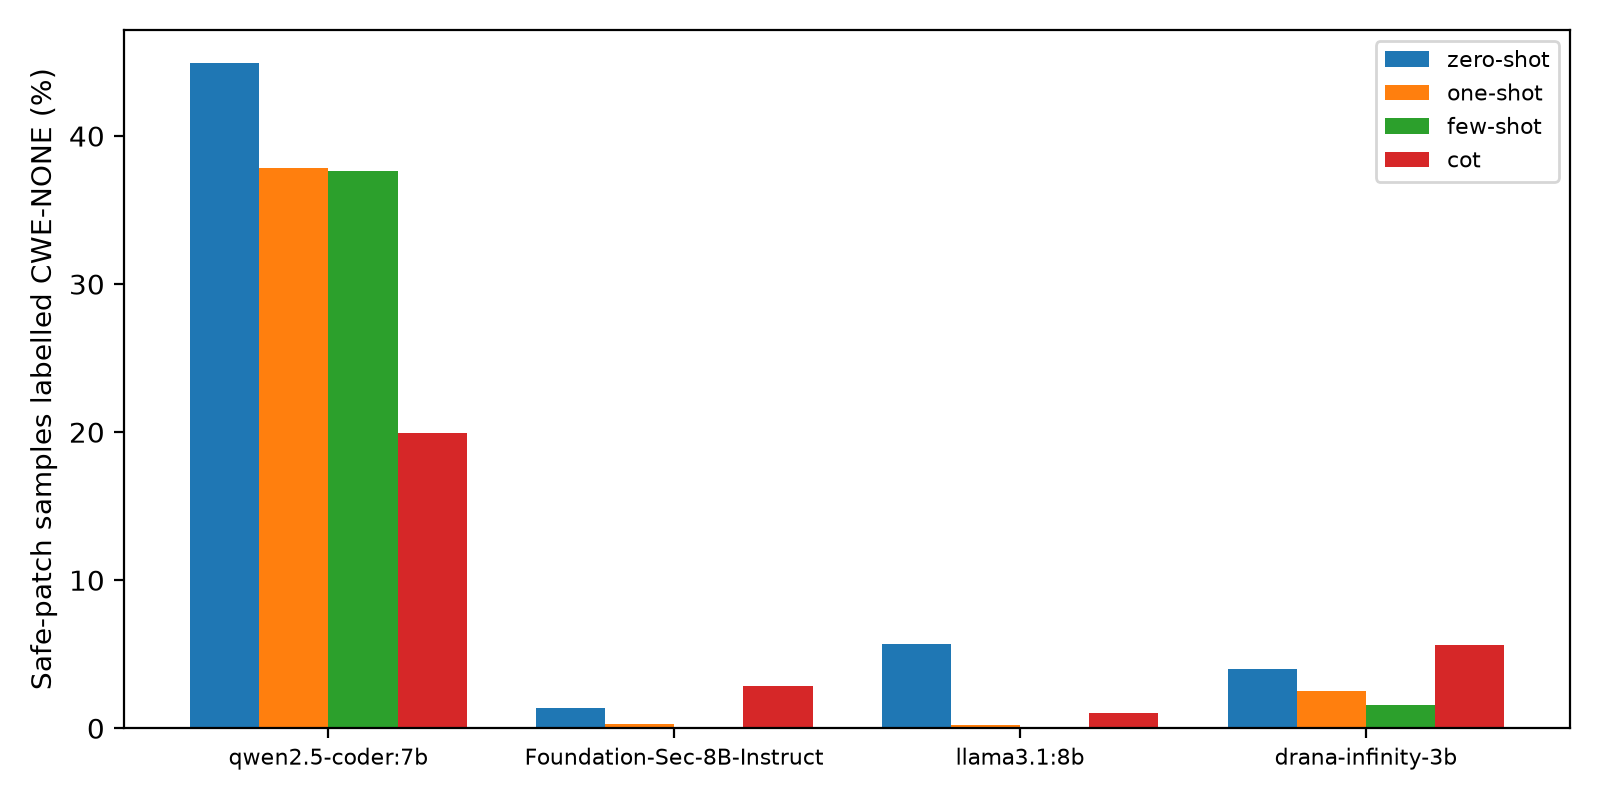 Safe-patch samples labelled CWE-NONE (%)
40
30
20
10
0
zero-shot
one-shot
few-shot
cot
qwen2.5-coder:7b
Foundation-Sec-8B-Instruct
llama3.1:8b
drana-infinity-3b